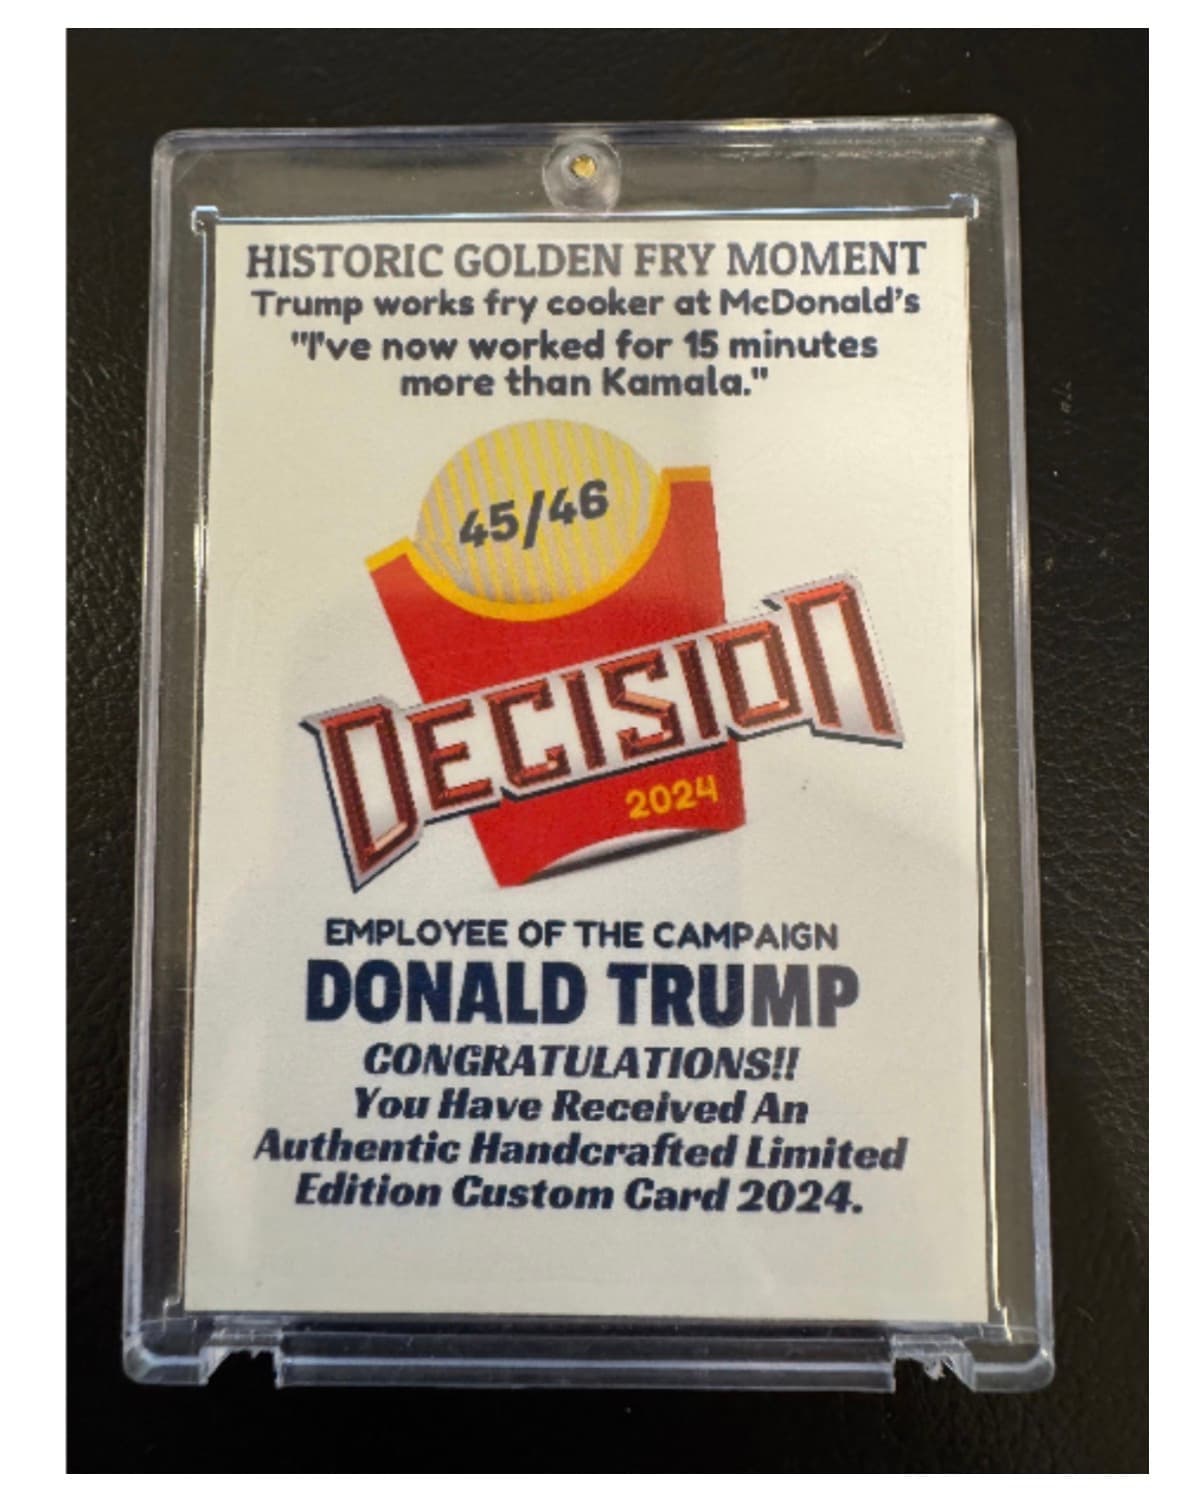 HISTORIC GOLDEN FRY MOMENT
Trump works fry cooker at McDonald's
"I've now worked for 15 minutes
more than Kamala."
45/46
DECISION
2024
EMPLOYEE OF THE CAMPAIGN
DONALD TRUMP
CONGRATULATIONS!!
You Have Received An
Authentic Handcrafted Limited
Edition Custom Card 2024.